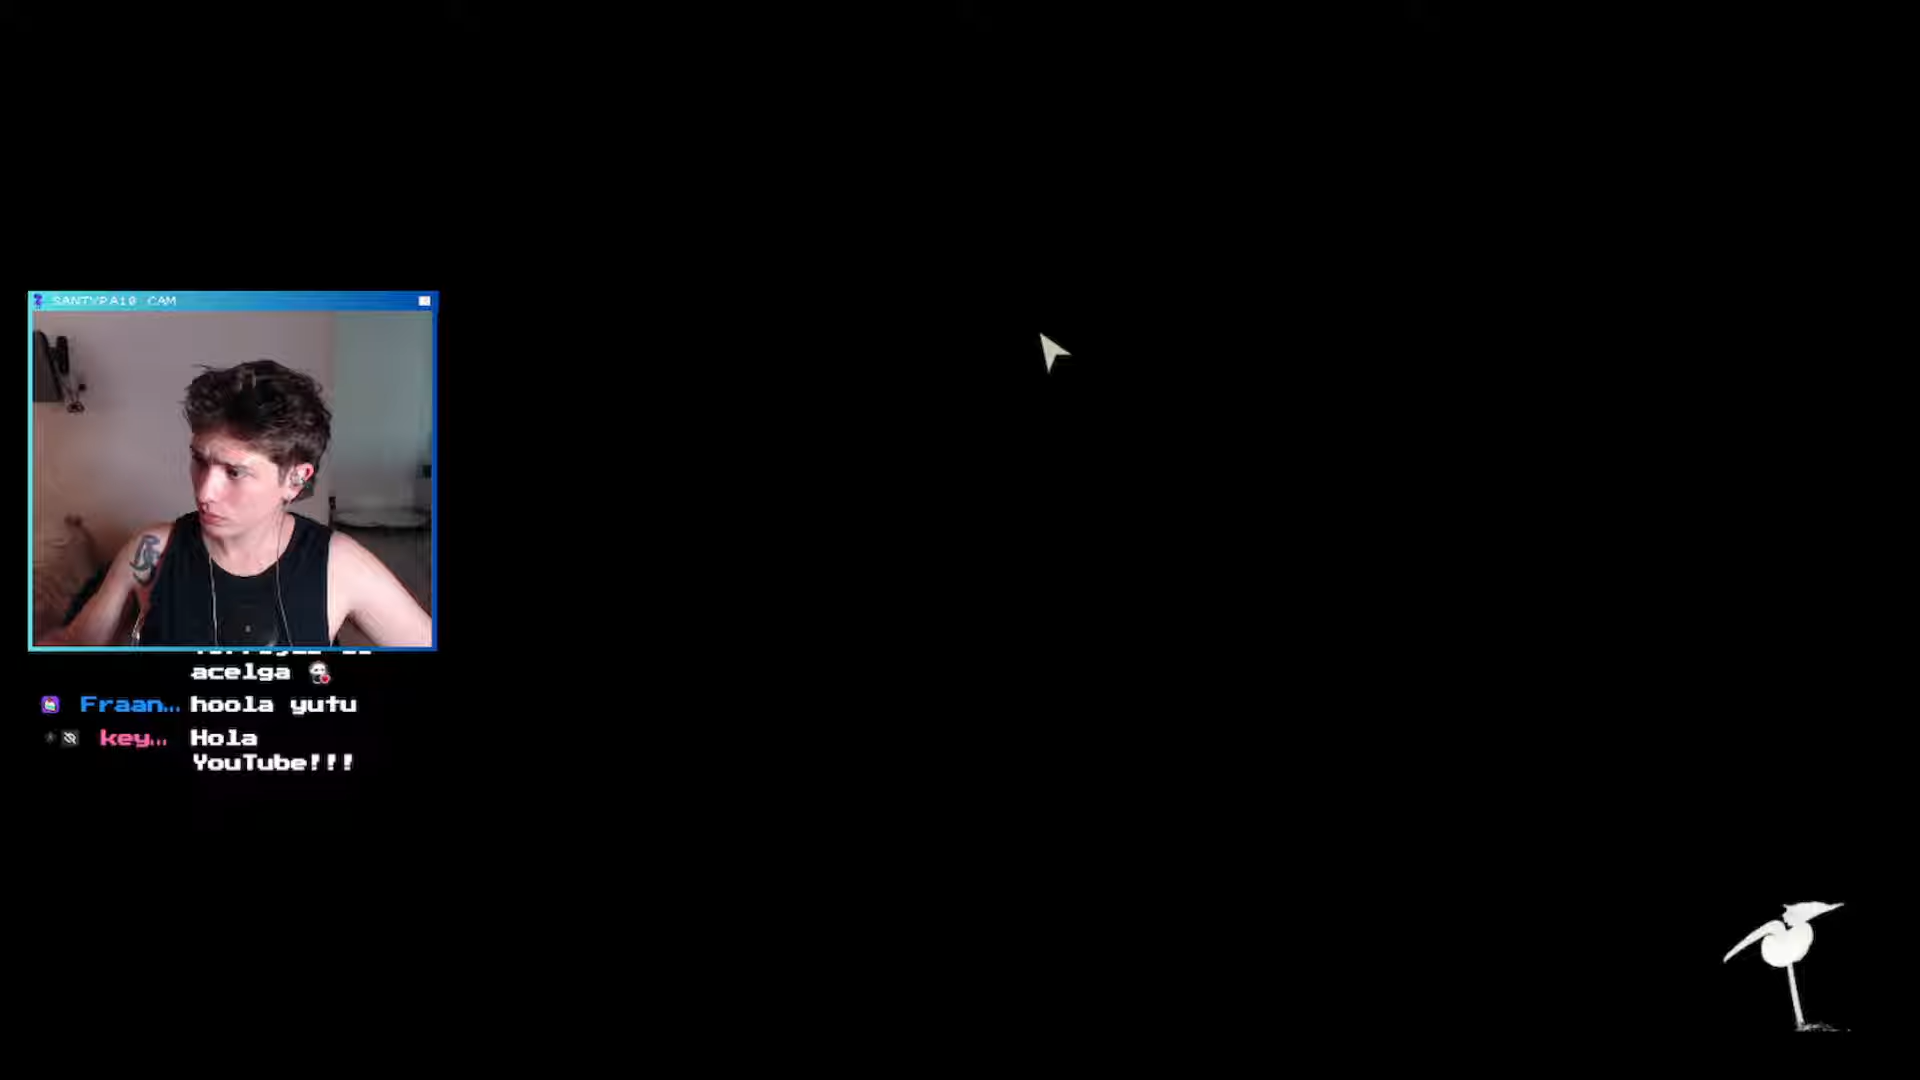 SANTYPA10 CAM
acelga
Fraan... hoola yutu
key... Hola
YouTube!!!